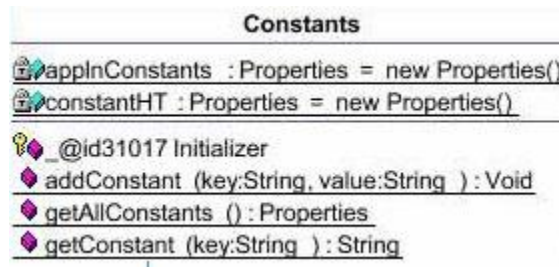 Constants
appInConstants : Properties = new Properties()
constantHT : Properties = new Properties()
_@id31017 Initializer
addConstant (key:String, value:String ) : Void
getAllConstants () : Properties
getConstant (key:String ) : String